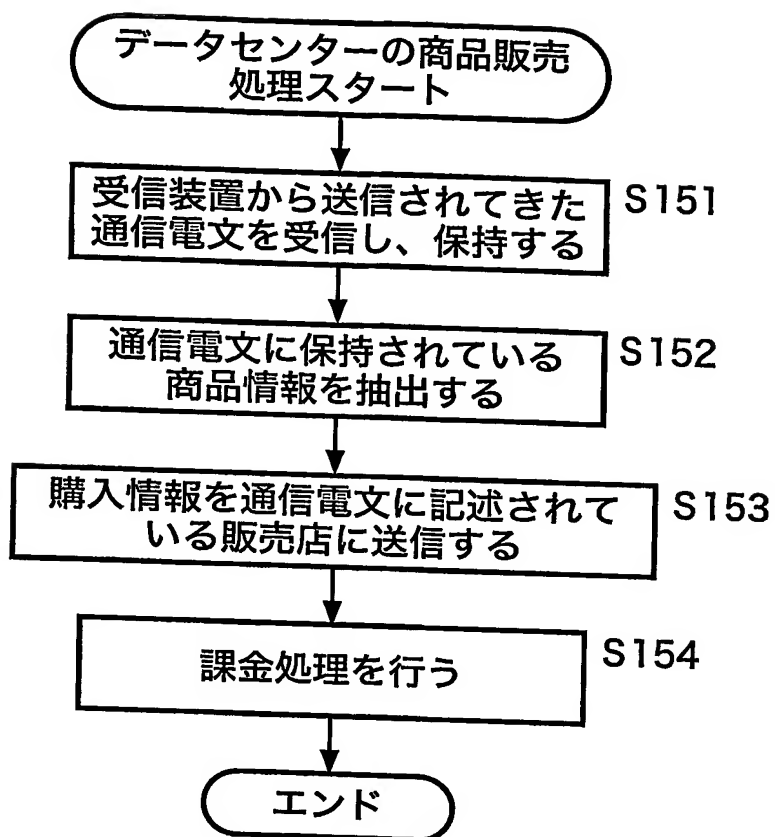 データセンターの商品販売
処理スタート
受信装置から送信されてきた
通信電文を受信し、保持する
S151
通信電文に保持されている
商品情報を抽出する
S152
購入情報を通信電文に記述されて
いる販売店に送信する
S153
課金処理を行う
S154
エンド